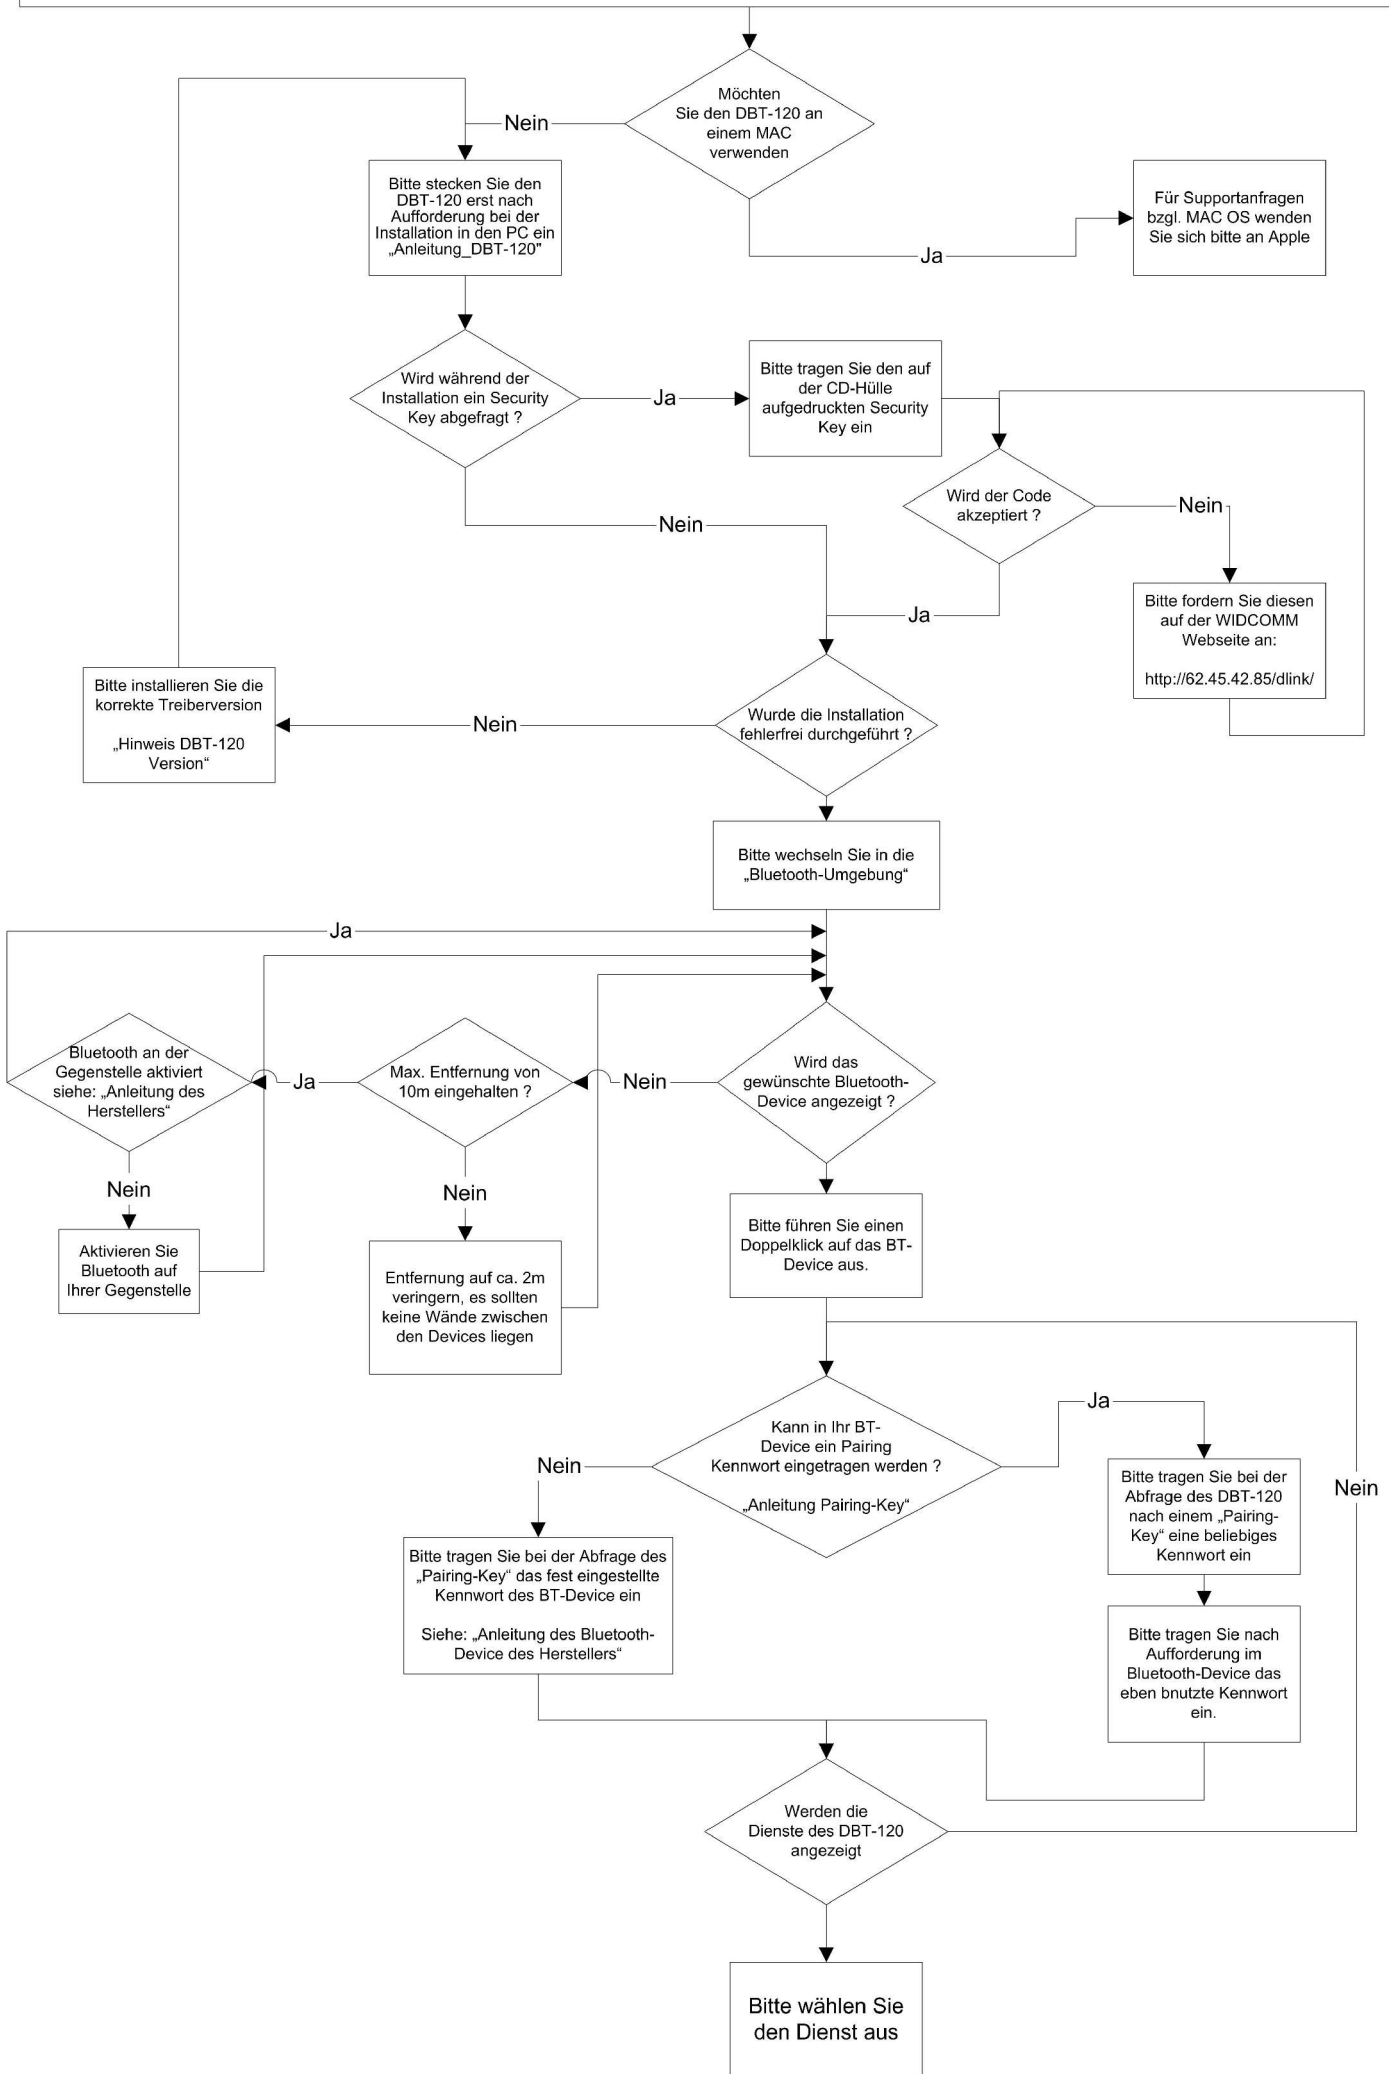 Möchten
Sie den DBT-120 an
einem MAC
verwenden
Nein
Bitte stecken Sie den
DBT-120 erst nach
Aufforderung bei der
Installation in den PC ein
„Anleitung_DBT-120"
Ja
Für Supportanfragen
bzgl. MAC OS wenden
Sie sich bitte an Apple
Wird während der
Installation ein Security
Key abgefragt ?
Ja
Bitte tragen Sie den auf
der CD-Hülle
aufgedruckten Security
Key ein
Wird der Code
akzeptiert ?
Nein
Nein
Ja
Bitte fordern Sie diesen
auf der WIDCOMM
Webseite an:
http://62.45.42.85/dlink/
Wurde die Installation
fehlerfrei durchgeführt ?
Nein
Bitte installieren Sie die
korrekte Treiberversion
„Hinweis DBT-120
Version“
Bitte wechseln Sie in die
„Bluetooth-Umgebung“
Ja
Wird das
gewünschte Bluetooth-
Device angezeigt ?
Nein
Max. Entfernung von
10m eingehalten ?
Ja
Bluetooth an der
Gegenstelle aktiviert
siehe: „Anleitung des
Herstellers“
Nein
Aktivieren Sie
Bluetooth auf
Ihrer Gegenstelle
Nein
Entfernung auf ca. 2m
veringern, es sollten
keine Wände zwischen
den Devices liegen
Bitte führen Sie einen
Doppelklick auf das BT-
Device aus.
Kann in Ihr BT-
Device ein Pairing
Kennwort eingetragen werden ?
„Anleitung Pairing-Key“
Nein
Bitte tragen Sie bei der Abfrage des
„Pairing-Key“ das fest eingestellte
Kennwort des BT-Device ein
Siehe: „Anleitung des Bluetooth-
Device des Herstellers“
Ja
Bitte tragen Sie bei der
Abfrage des DBT-120
nach einem „Pairing-
Key“ eine beliebiges
Kennwort ein
Bitte tragen Sie nach
Aufforderung im
Bluetooth-Device das
eben bnutzte Kennwort
ein.
Nein
Werden die
Dienste des DBT-120
angezeigt
Bitte wählen Sie
den Dienst aus